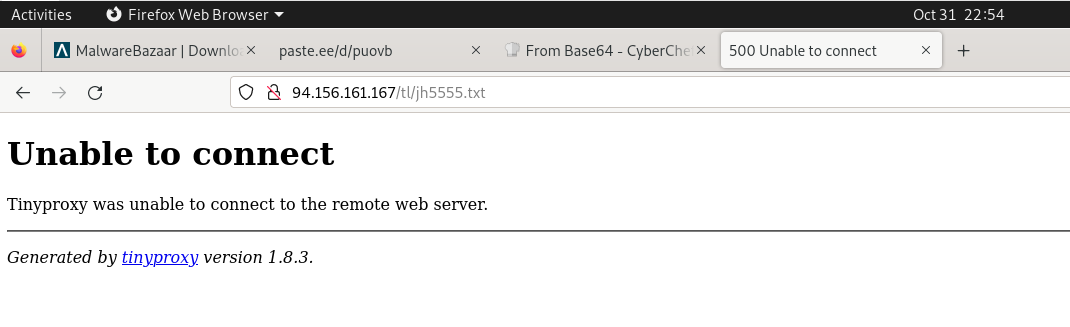 Activities Firefox Web Browser Oct 31 22:54
MalwareBazaar | Downlo paste.ee/d/puovb From Base64 - CyberChe 500 Unable to connect
94.156.161.167/tl/jh5555.txt
Unable to connect
Tinyproxy was unable to connect to the remote web server.
Generated by tinyproxy version 1.8.3.